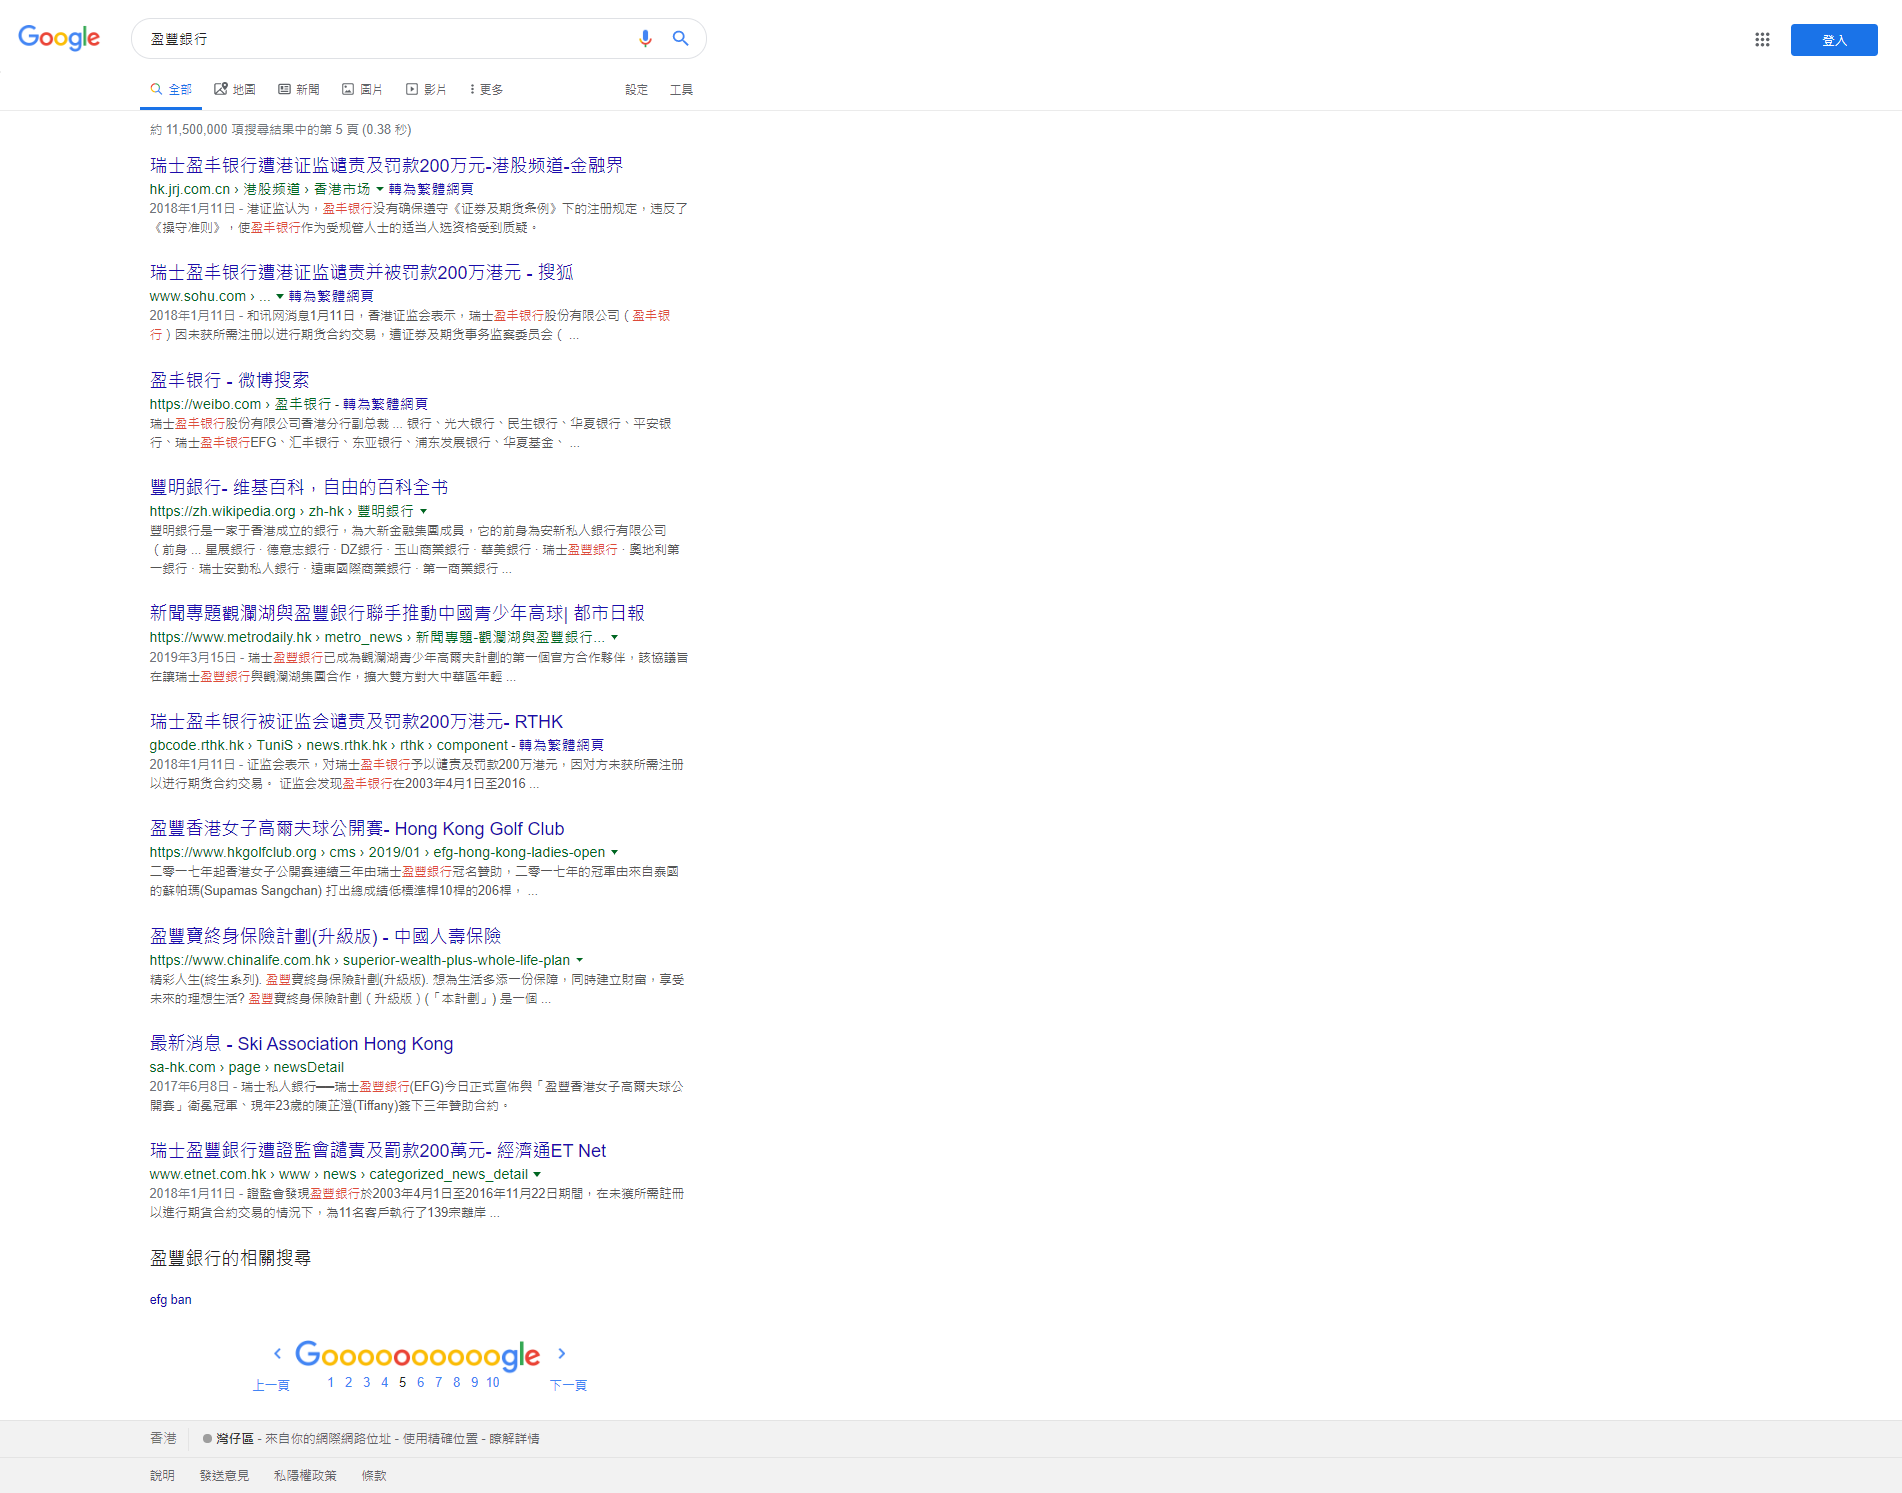 Google
盈豐銀行
登入
全部 地圖 新聞 圖片 影片 更多 設定 工具
約 11,500,000 項搜尋結果中的第 5 頁 (0.38 秒)
瑞士盈丰银行遭港证监谴责及罚款200万元-港股频道-金融界
hk.jrj.com.cn › 港股频道 › 香港市场 轉為繁體網頁
2018年1月11日 - 港证监认为，盈丰银行没有确保遵守《证券及期货条例》下的注册规定，违反了
《操守准则》，使盈丰银行作为受规管人士的适当人选资格受到质疑。
瑞士盈丰银行遭港证监谴责并被罚款200万港元 - 搜狐
www.sohu.com › ... 轉為繁體網頁
2018年1月11日 - 和讯网消息1月11日，香港证监会表示，瑞士盈丰银行股份有限公司（盈丰银
行）因未获所需注册以进行期货合约交易，遭证券及期货事务监察委员会（ ...
盈丰银行 - 微博搜索
https://weibo.com › 盈丰银行 - 轉為繁體網頁
瑞士盈丰银行股份有限公司香港分行副总裁 ... 银行、光大银行、民生银行、华夏银行、平安银
行、瑞士盈丰银行EFG、汇丰银行、东亚银行、浦东发展银行、华夏基金、 ...
豐明銀行- 维基百科，自由的百科全书
https://zh.wikipedia.org › zh-hk › 豐明銀行
豐明銀行是一家于香港成立的銀行，為大新金融集團成員，它的前身為安新私人銀行有限公司
（前身 ... 星展銀行 · 德意志銀行 · DZ銀行 · 玉山商業銀行 · 華美銀行 · 瑞士盈豐銀行 · 奧地利第
一銀行 · 瑞士安勤私人銀行 · 遠東國際商業銀行 · 第一商業銀行 ...
新聞專題觀瀾湖與盈豐銀行聯手推動中國青少年高球| 都市日報
https://www.metrodaily.hk › metro_news › 新聞專題-觀瀾湖與盈豐銀行...
2019年3月15日 - 瑞士盈豐銀行已成為觀瀾湖青少年高爾夫計劃的第一個官方合作夥伴，該協議旨
在讓瑞士盈豐銀行與觀瀾湖集團合作，擴大雙方對大中華區年輕 ...
瑞士盈丰银行被证监会谴责及罚款200万港元- RTHK
gbcode.rthk.hk › TuniS › news.rthk.hk › rthk › component - 轉為繁體網頁
2018年1月11日 - 证监会表示，对瑞士盈丰银行予以谴责及罚款200万港元，因对方未获所需注册
以进行期货合约交易。 证监会发现盈丰银行在2003年4月1日至2016 ...
盈豐香港女子高爾夫球公開賽- Hong Kong Golf Club
https://www.hkgolfclub.org › cms › 2019/01 › efg-hong-kong-ladies-open
二零一七年起香港女子公開賽連續三年由瑞士盈豐銀行冠名贊助，二零一七年的冠軍由來自泰國
的蘇帕瑪(Supamas Sangchan) 打出總成績低標準桿10桿的206桿， ...
盈豐寶終身保險計劃(升級版) - 中國人壽保險
https://www.chinalife.com.hk › superior-wealth-plus-whole-life-plan
精彩人生(終生系列). 盈豐寶終身保險計劃(升級版). 想為生活多添一份保障，同時建立財富，享受
未來的理想生活? 盈豐寶終身保險計劃（升級版）(「本計劃」) 是一個 ...
最新消息 - Ski Association Hong Kong
sa-hk.com › page › newsDetail
2017年6月8日 - 瑞士私人銀行──瑞士盈豐銀行(EFG)今日正式宣佈與「盈豐香港女子高爾夫球公
開賽」衛冕冠軍、現年23歲的陳芷澄(Tiffany)簽下三年贊助合約。
瑞士盈豐銀行遭證監會譴責及罰款200萬元- 經濟通ET Net
www.etnet.com.hk › www › news › categorized_news_detail
2018年1月11日 - 證監會發現盈豐銀行於2003年4月1日至2016年11月22日期間，在未獲所需註冊
以進行期貨合約交易的情況下，為11名客戶執行了139宗離岸 ...
盈豐銀行的相關搜尋
efg ban
Goooooooooogle
上一頁 1 2 3 4 5 6 7 8 9 10 下一頁
香港 灣仔區 - 來自你的網際網路位址 - 使用精確位置 - 瞭解詳情
說明 發送意見 私隱權政策 條款